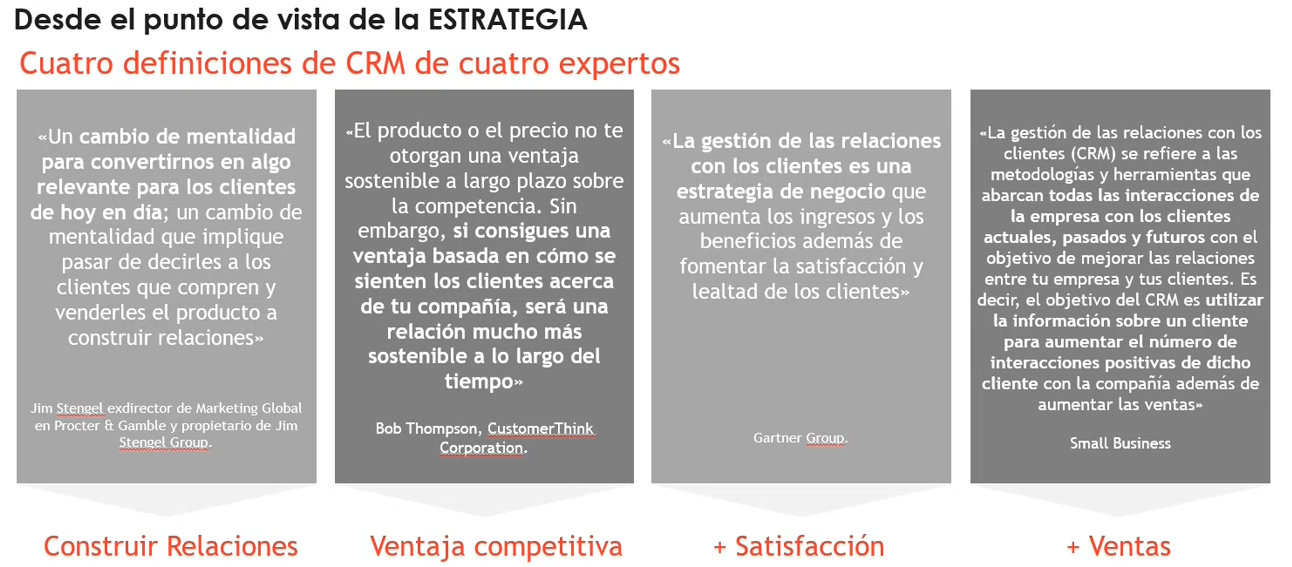 Desde el punto de vista de la ESTRATEGIA
Cuatro definiciones de CRM de cuatro expertos
«Un cambio de mentalidad
para convertirnos en algo
relevante para los clientes
de hoy en día; un cambio de
mentalidad que implique
pasar de decirles a los
clientes que compren y
venderles el producto a
construir relaciones»
Jim Stengel exdirector de Marketing Global
en Procter & Gamble y propietario de Jim
Stengel Group.
Construir Relaciones
«El producto o el precio no te
otorgan una ventaja
sostenible a largo plazo sobre
la competencia. Sin
embargo, si consigues una
ventaja basada en cómo se
sienten los clientes acerca
de tu compañía, será una
relación mucho más
sostenible a lo largo del
tiempo»
Bob Thompson, CustomerThink
Corporation.
Ventaja competitiva
«La gestión de las relaciones
con los clientes es una
estrategia de negocio que
aumenta los ingresos y los
beneficios además de
fomentar la satisfacción y
lealtad de los clientes»
Gartner Group.
+ Satisfacción
«La gestión de las relaciones con los
clientes (CRM) se refiere a las
metodologías y herramientas que
abarcan todas las interacciones de
la empresa con los clientes
actuales, pasados y futuros con el
objetivo de mejorar las relaciones
entre tu empresa y tus clientes. Es
decir, el objetivo del CRM es utilizar
la información sobre un cliente
para aumentar el número de
interacciones positivas de dicho
cliente con la compañía además de
aumentar las ventas»
Small Business
+ Ventas